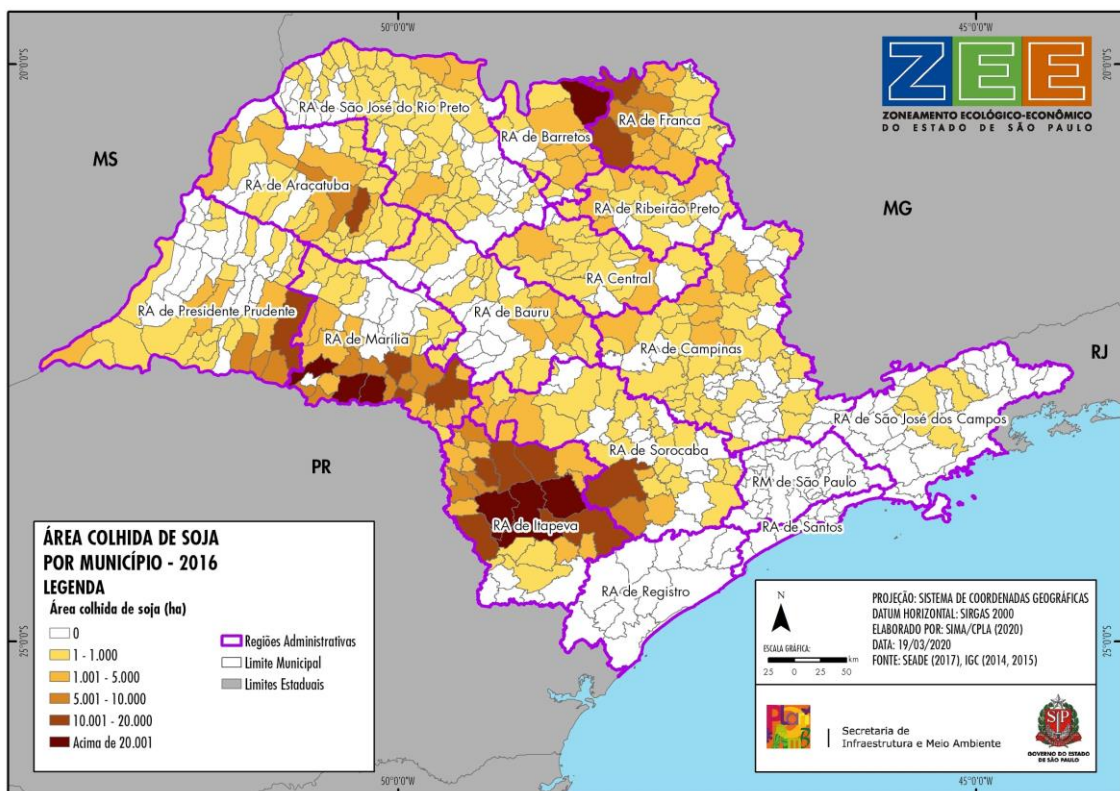 50°0'0"W
45°0'0"W
20°0'0"S
20°0'0"S
ZEE
ZONEAMENTO ECOLÓGICO-ECONÔMICO
DO ESTADO DE SÃO PAULO
RA de São José do Rio Preto
RA de Barretos
RA de Franca
MS
RA de Araçatuba
RA de Ribeirão Preto
MG
RA Central
RA de Presidente Prudente
RA de Marília
RA de Bauru
RA de Campinas
RJ
RA de São José dos Campos
PR
RA de Sorocaba
RM de São Paulo
RA de Itapeva
RA de Santos
RA de Registro
ÁREA COLHIDA DE SOJA
POR MUNICÍPIO - 2016
LEGENDA
Área colhida de soja (ha)
0
1 - 1.000
1.001 - 5.000
5.001 - 10.000
10.001 - 20.000
Acima de 20.001
Regiões Administrativas
Limite Municipal
Limites Estaduais
N
ESCALA GRÁFICA:
25 0 25 50 km
PROJEÇÃO: SISTEMA DE COORDENADAS GEOGRÁFICAS
DATUM HORIZONTAL: SIRGAS 2000
ELABORADO POR: SIMA/CPLA (2020)
DATA: 19/03/2020
FONTE: SEADE (2017), IGC (2014, 2015)
Secretaria de
Infraestrutura e Meio Ambiente
SP
GOVERNO DO ESTADO
DE SÃO PAULO
25°0'0"S
25°0'0"S
50°0'0"W
45°0'0"W